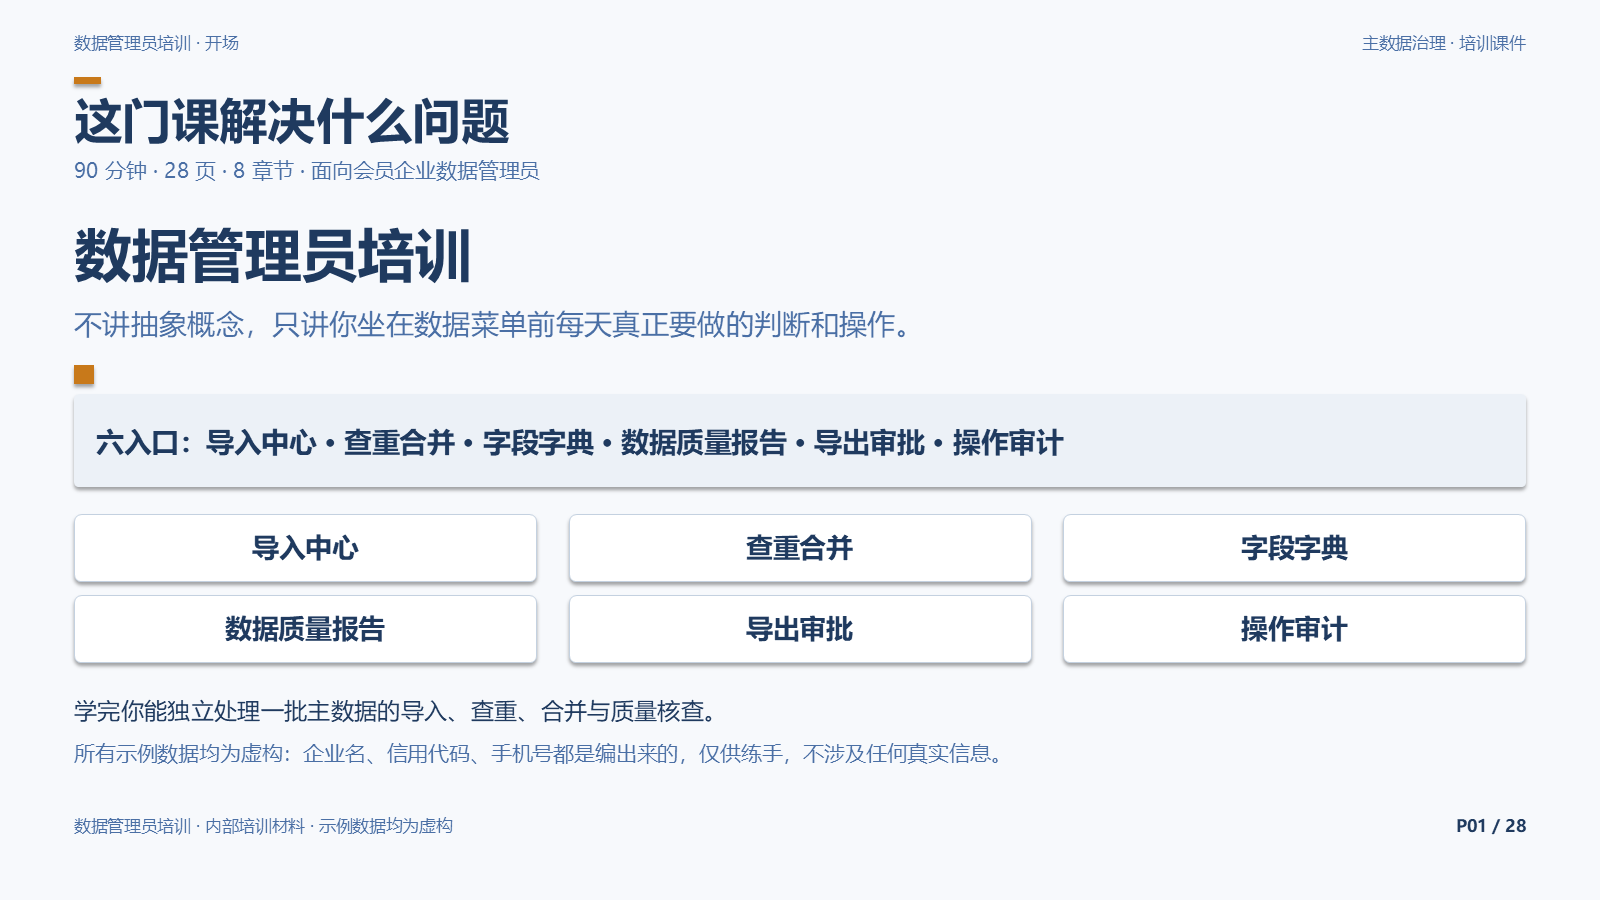 数据管理员培训 · 开场
主数据治理 · 培训课件
这门课解决什么问题
90 分钟 · 28 页 · 8 章节 · 面向会员企业数据管理员
数据管理员培训
不讲抽象概念，只讲你坐在数据菜单前每天真正要做的判断和操作。
六入口：导入中心 • 查重合并 • 字段字典 • 数据质量报告 • 导出审批 • 操作审计
导入中心
查重合并
字段字典
数据质量报告
导出审批
操作审计
学完你能独立处理一批主数据的导入、查重、合并与质量核查。
所有示例数据均为虚构：企业名、信用代码、手机号都是编出来的，仅供练手，不涉及任何真实信息。
数据管理员培训 · 内部培训材料 · 示例数据均为虚构
P01 / 28